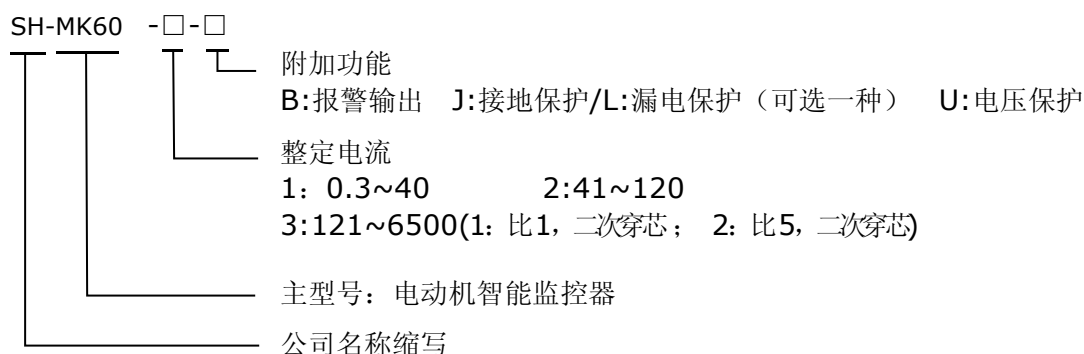 SH-MK60 -□-□
附加功能
B:报警输出 J:接地保护/L:漏电保护（可选一种） U:电压保护
整定电流
1：0.3~40 2:41~120
3:121~6500(1：比1，二次穿芯； 2：比5，二次穿芯)
主型号：电动机智能监控器
公司名称缩写